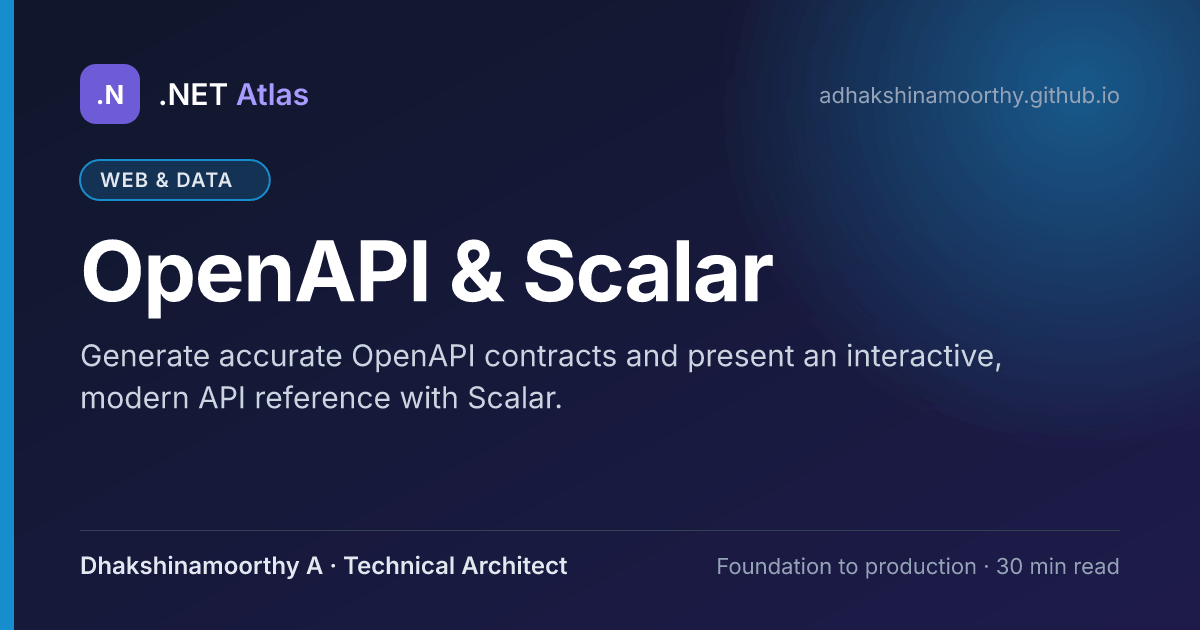 .N
.NET Atlas
adhakshinamoorthy.github.io
WEB & DATA
OpenAPI & Scalar
Generate accurate OpenAPI contracts and present an interactive,
modern API reference with Scalar.
Dhakshinamoorthy A · Technical Architect
Foundation to production · 30 min read